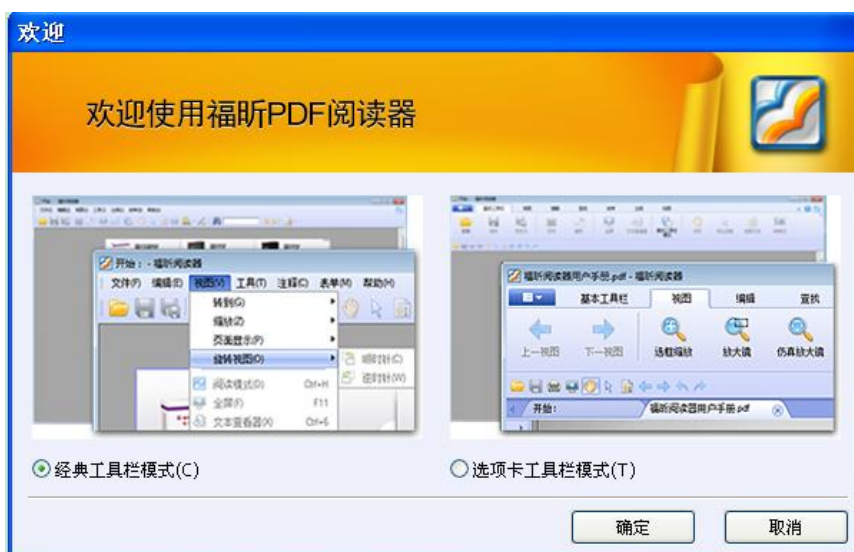 欢迎
欢迎使用福昕PDF阅读器
开始: - 福昕阅读器
文件(F) 编辑(E) 视图(V) 工具(T) 注释(C) 表单(M) 帮助(H)
转到(G)
缩放(Z)
页面显示(P)
旋转视图(O)
顺时针(C)
逆时针(W)
阅读模式(D) Ctrl+H
全屏(F) F11
文本查看器(X) Ctrl+6
福昕阅读器用户手册.pdf - 福昕阅读器
基本工具栏 视图 编辑 查找
上一视图 下一视图 选框缩放 放大镜 仿真放大镜
开始: 福昕阅读器用户手册.pdf
经典工具栏模式(C)
选项卡工具栏模式(T)
确定 取消